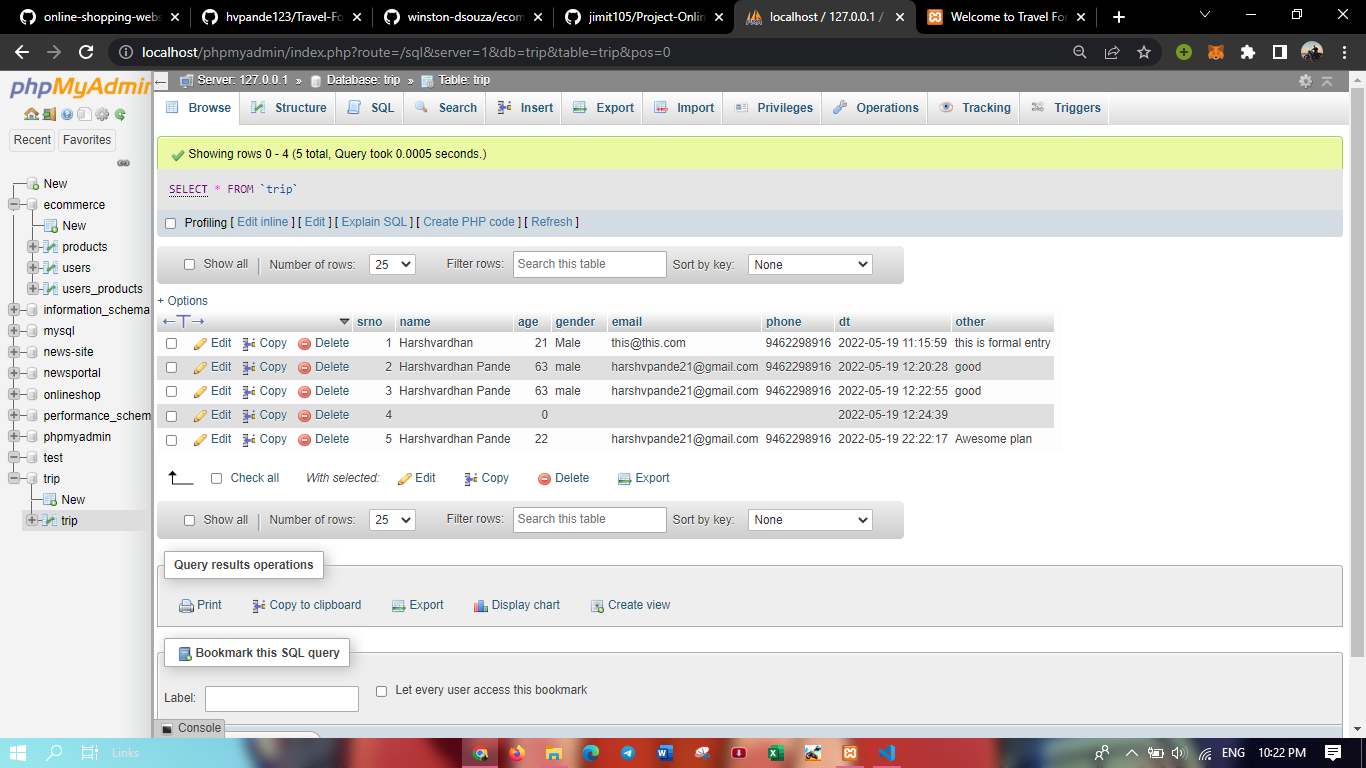 online-shopping-webs
hvpande123/Travel-Fo
winston-dsouza/ecom
jimit105/Project-Onlin
localhost / 127.0.0.1 /
Welcome to Travel For
localhost/phpmyadmin/index.php?route=/sql&server=1&db=trip&table=trip&pos=0
phpMyAdmin
Recent Favorites
New
ecommerce
New
products
users
users_products
information_schema
mysql
news-site
newsportal
onlineshop
performance_schem
phpmyadmin
test
trip
New
trip
Server: 127.0.0.1 » Database: trip » Table: trip
Browse Structure SQL Search Insert Export Import Privileges Operations Tracking Triggers
Showing rows 0 - 4 (5 total, Query took 0.0005 seconds.)
SELECT * FROM `trip`
Profiling [ Edit inline ] [ Edit ] [ Explain SQL ] [ Create PHP code ] [ Refresh ]
Show all Number of rows: 25 Filter rows: Search this table Sort by key: None
+ Options
←T→ srno name age gender email phone dt other
Edit Copy Delete 1 Harshvardhan 21 Male this@this.com 9462298916 2022-05-19 11:15:59 this is formal entry
Edit Copy Delete 2 Harshvardhan Pande 63 male harshvpande21@gmail.com 9462298916 2022-05-19 12:20:28 good
Edit Copy Delete 3 Harshvardhan Pande 63 male harshvpande21@gmail.com 9462298916 2022-05-19 12:22:55 good
Edit Copy Delete 4 0 2022-05-19 12:24:39
Edit Copy Delete 5 Harshvardhan Pande 22 harshvpande21@gmail.com 9462298916 2022-05-19 22:22:17 Awesome plan
Check all With selected: Edit Copy Delete Export
Show all Number of rows: 25 Filter rows: Search this table Sort by key: None
Query results operations
Print Copy to clipboard Export Display chart Create view
Bookmark this SQL query
Label: Let every user access this bookmark
Console
Links
ENG 10:22 PM